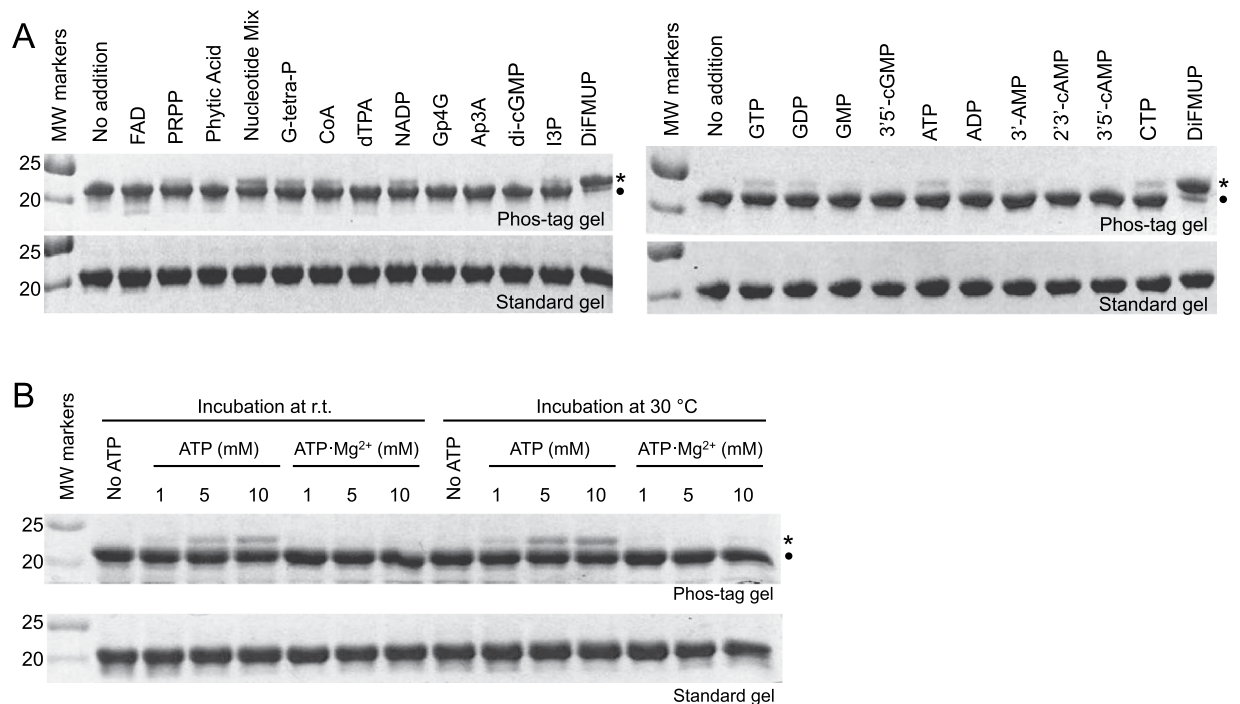 A
MW markers
No addition
FAD
PRPP
Phytic Acid
Nucleotide Mix
G-tetra-P
CoA
dTPA
NADP
Gp4G
Ap3A
di-cGMP
I3P
DiFMUP
25
20
*
•
Phos-tag gel
25
20
Standard gel
MW markers
No addition
GTP
GDP
GMP
3'5'-cGMP
ATP
ADP
3'-AMP
2'3'-cAMP
3'5'-cAMP
CTP
DiFMUP
*
•
Phos-tag gel
Standard gel
B
MW markers
Incubation at r.t.
Incubation at 30 °C
No ATP
ATP (mM)
ATP·Mg²⁺ (mM)
No ATP
ATP (mM)
ATP·Mg²⁺ (mM)
1 5 10 1 5 10 1 5 10 1 5 10
25
20
*
•
Phos-tag gel
25
20
Standard gel